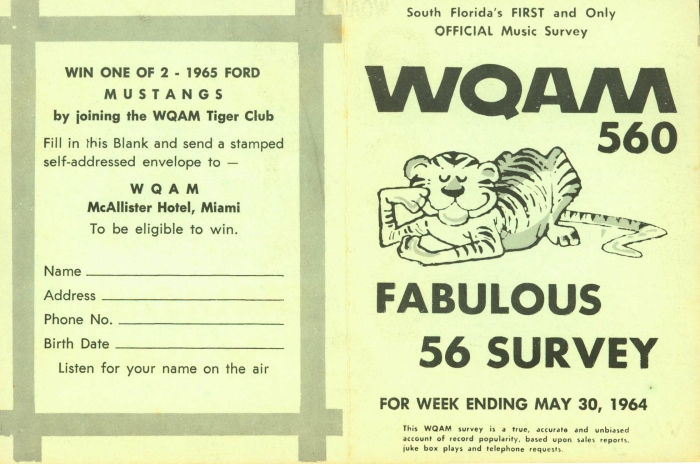 WIN ONE OF 2 - 1965 FORD
MUSTANGS
by joining the WQAM Tiger Club
Fill in this Blank and send a stamped
self-addressed envelope to —
WQAM
McAllister Hotel, Miami
To be eligible to win.
Name
Address
Phone No.
Birth Date
Listen for your name on the air
South Florida's FIRST and Only
OFFICIAL Music Survey
WQAM
560
FABULOUS
56 SURVEY
FOR WEEK ENDING MAY 30, 1964
This WQAM survey is a true, accurate and unbiased
account of record popularity, based upon sales reports,
juke box plays and telephone requests.